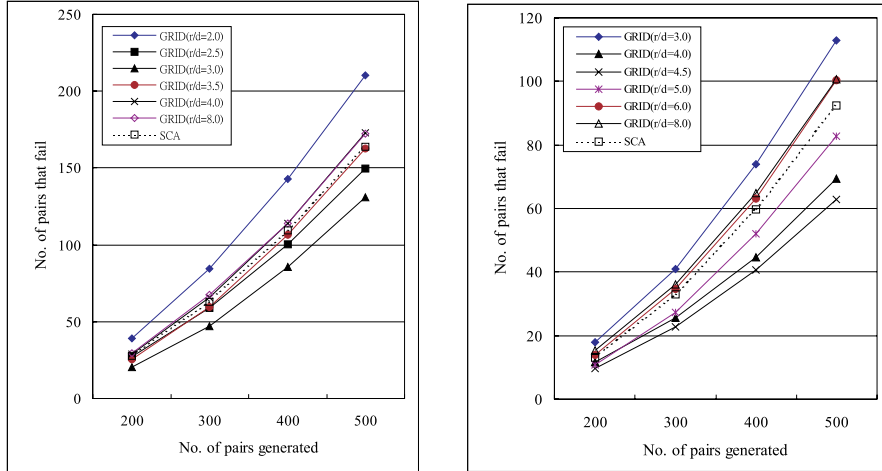 250
200
150
100
50
0
No. of pairs that fail
GRID(r/d=2.0)
GRID(r/d=2.5)
GRID(r/d=3.0)
GRID(r/d=3.5)
GRID(r/d=4.0)
GRID(r/d=8.0)
SCA
200 300 400 500
No. of pairs generated
120
100
80
60
40
20
0
No. of pairs that fail
GRID(r/d=3.0)
GRID(r/d=4.0)
GRID(r/d=4.5)
GRID(r/d=5.0)
GRID(r/d=6.0)
GRID(r/d=8.0)
SCA
200 300 400 500
No. of pairs generated